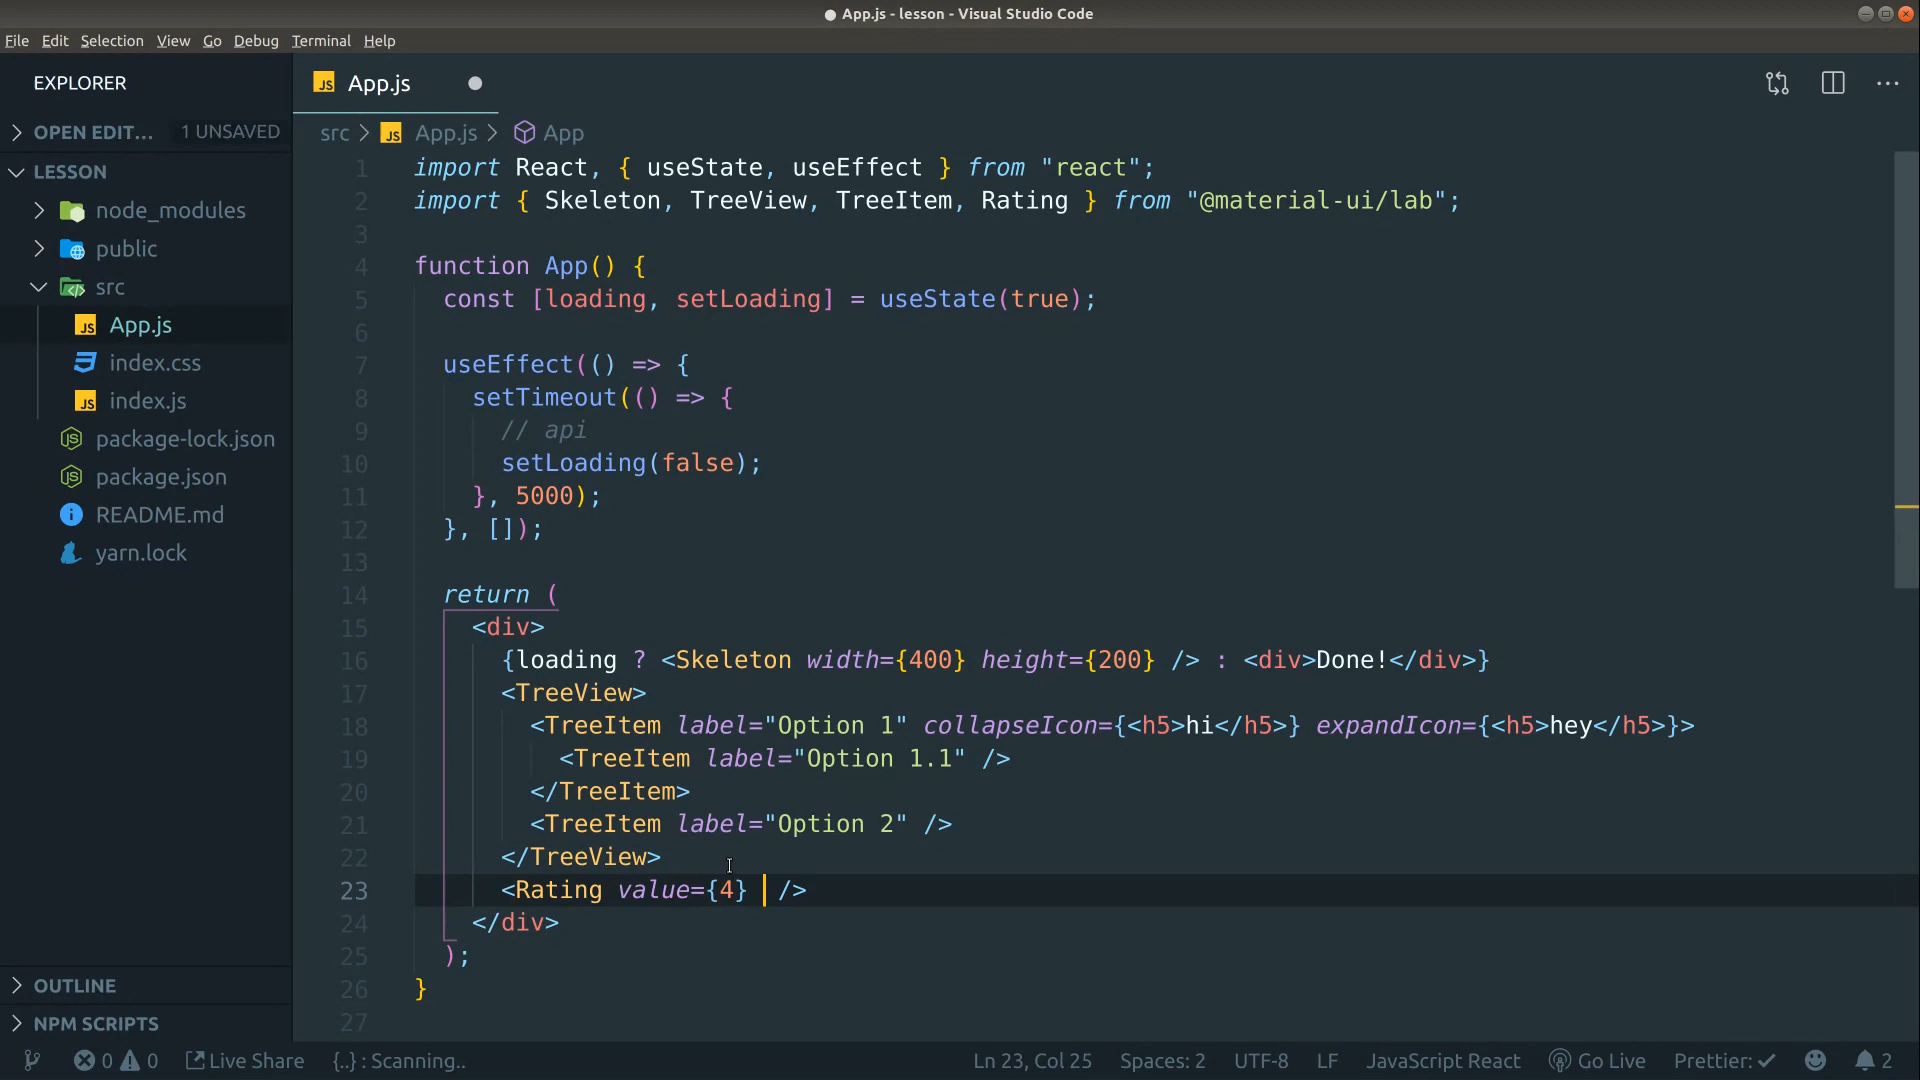 App.js - lesson - Visual Studio Code
File Edit Selection View Go Debug Terminal Help
EXPLORER
OPEN EDIT... 1 UNSAVED
LESSON
node_modules
public
src
JS App.js
index.css
JS index.js
JS package-lock.json
JS package.json
README.md
yarn.lock
OUTLINE
NPM SCRIPTS
JS App.js
src > JS App.js > App
1 import React, { useState, useEffect } from "react";
2 import { Skeleton, TreeView, TreeItem, Rating } from "@material-ui/lab";
3
4 function App() {
5 const [loading, setLoading] = useState(true);
6
7 useEffect(() => {
8 setTimeout(() => {
9 // api
10 setLoading(false);
11 }, 5000);
12 }, []);
13
14 return (
15 <div>
16 {loading ? <Skeleton width={400} height={200} /> : <div>Done!</div>}
17 <TreeView>
18 <TreeItem label="Option 1" collapseIcon={<h5>hi</h5>} expandIcon={<h5>hey</h5>}>
19 <TreeItem label="Option 1.1" />
20 </TreeItem>
21 <TreeItem label="Option 2" />
22 </TreeView>
23 <Rating value={4} />
24 </div>
25 );
26 }
27
0 0 Live Share {..} : Scanning.. Ln 23, Col 25 Spaces: 2 UTF-8 LF JavaScript React Go Live Prettier: ✓ 2